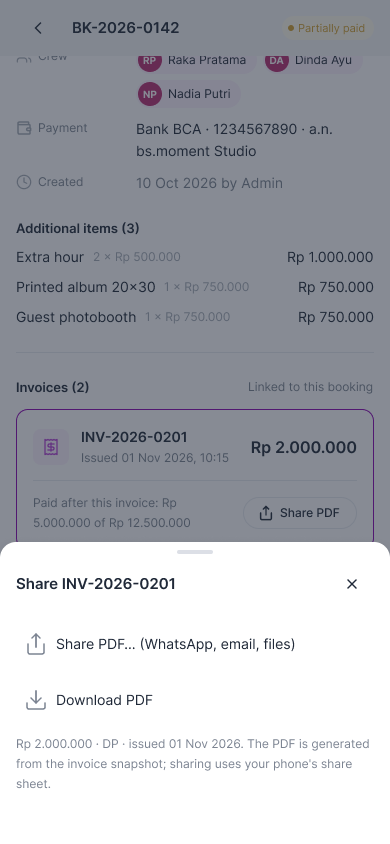 BK-2026-0142
Partially paid
Crew
RP Raka Pratama DA Dinda Ayu
NP Nadia Putri
Payment
Bank BCA · 1234567890 · a.n.
bs.moment Studio
Created
10 Oct 2026 by Admin
Additional items (3)
Extra hour 2 × Rp 500.000 Rp 1.000.000
Printed album 20×30 1 × Rp 750.000 Rp 750.000
Guest photobooth 1 × Rp 750.000 Rp 750.000
Invoices (2) Linked to this booking
INV-2026-0201
Issued 01 Nov 2026, 10:15
Rp 2.000.000
Paid after this invoice: Rp
5.000.000 of Rp 12.500.000
Share PDF
Share INV-2026-0201
Share PDF... (WhatsApp, email, files)
Download PDF
Rp 2.000.000 · DP · issued 01 Nov 2026. The PDF is generated
from the invoice snapshot; sharing uses your phone's share
sheet.